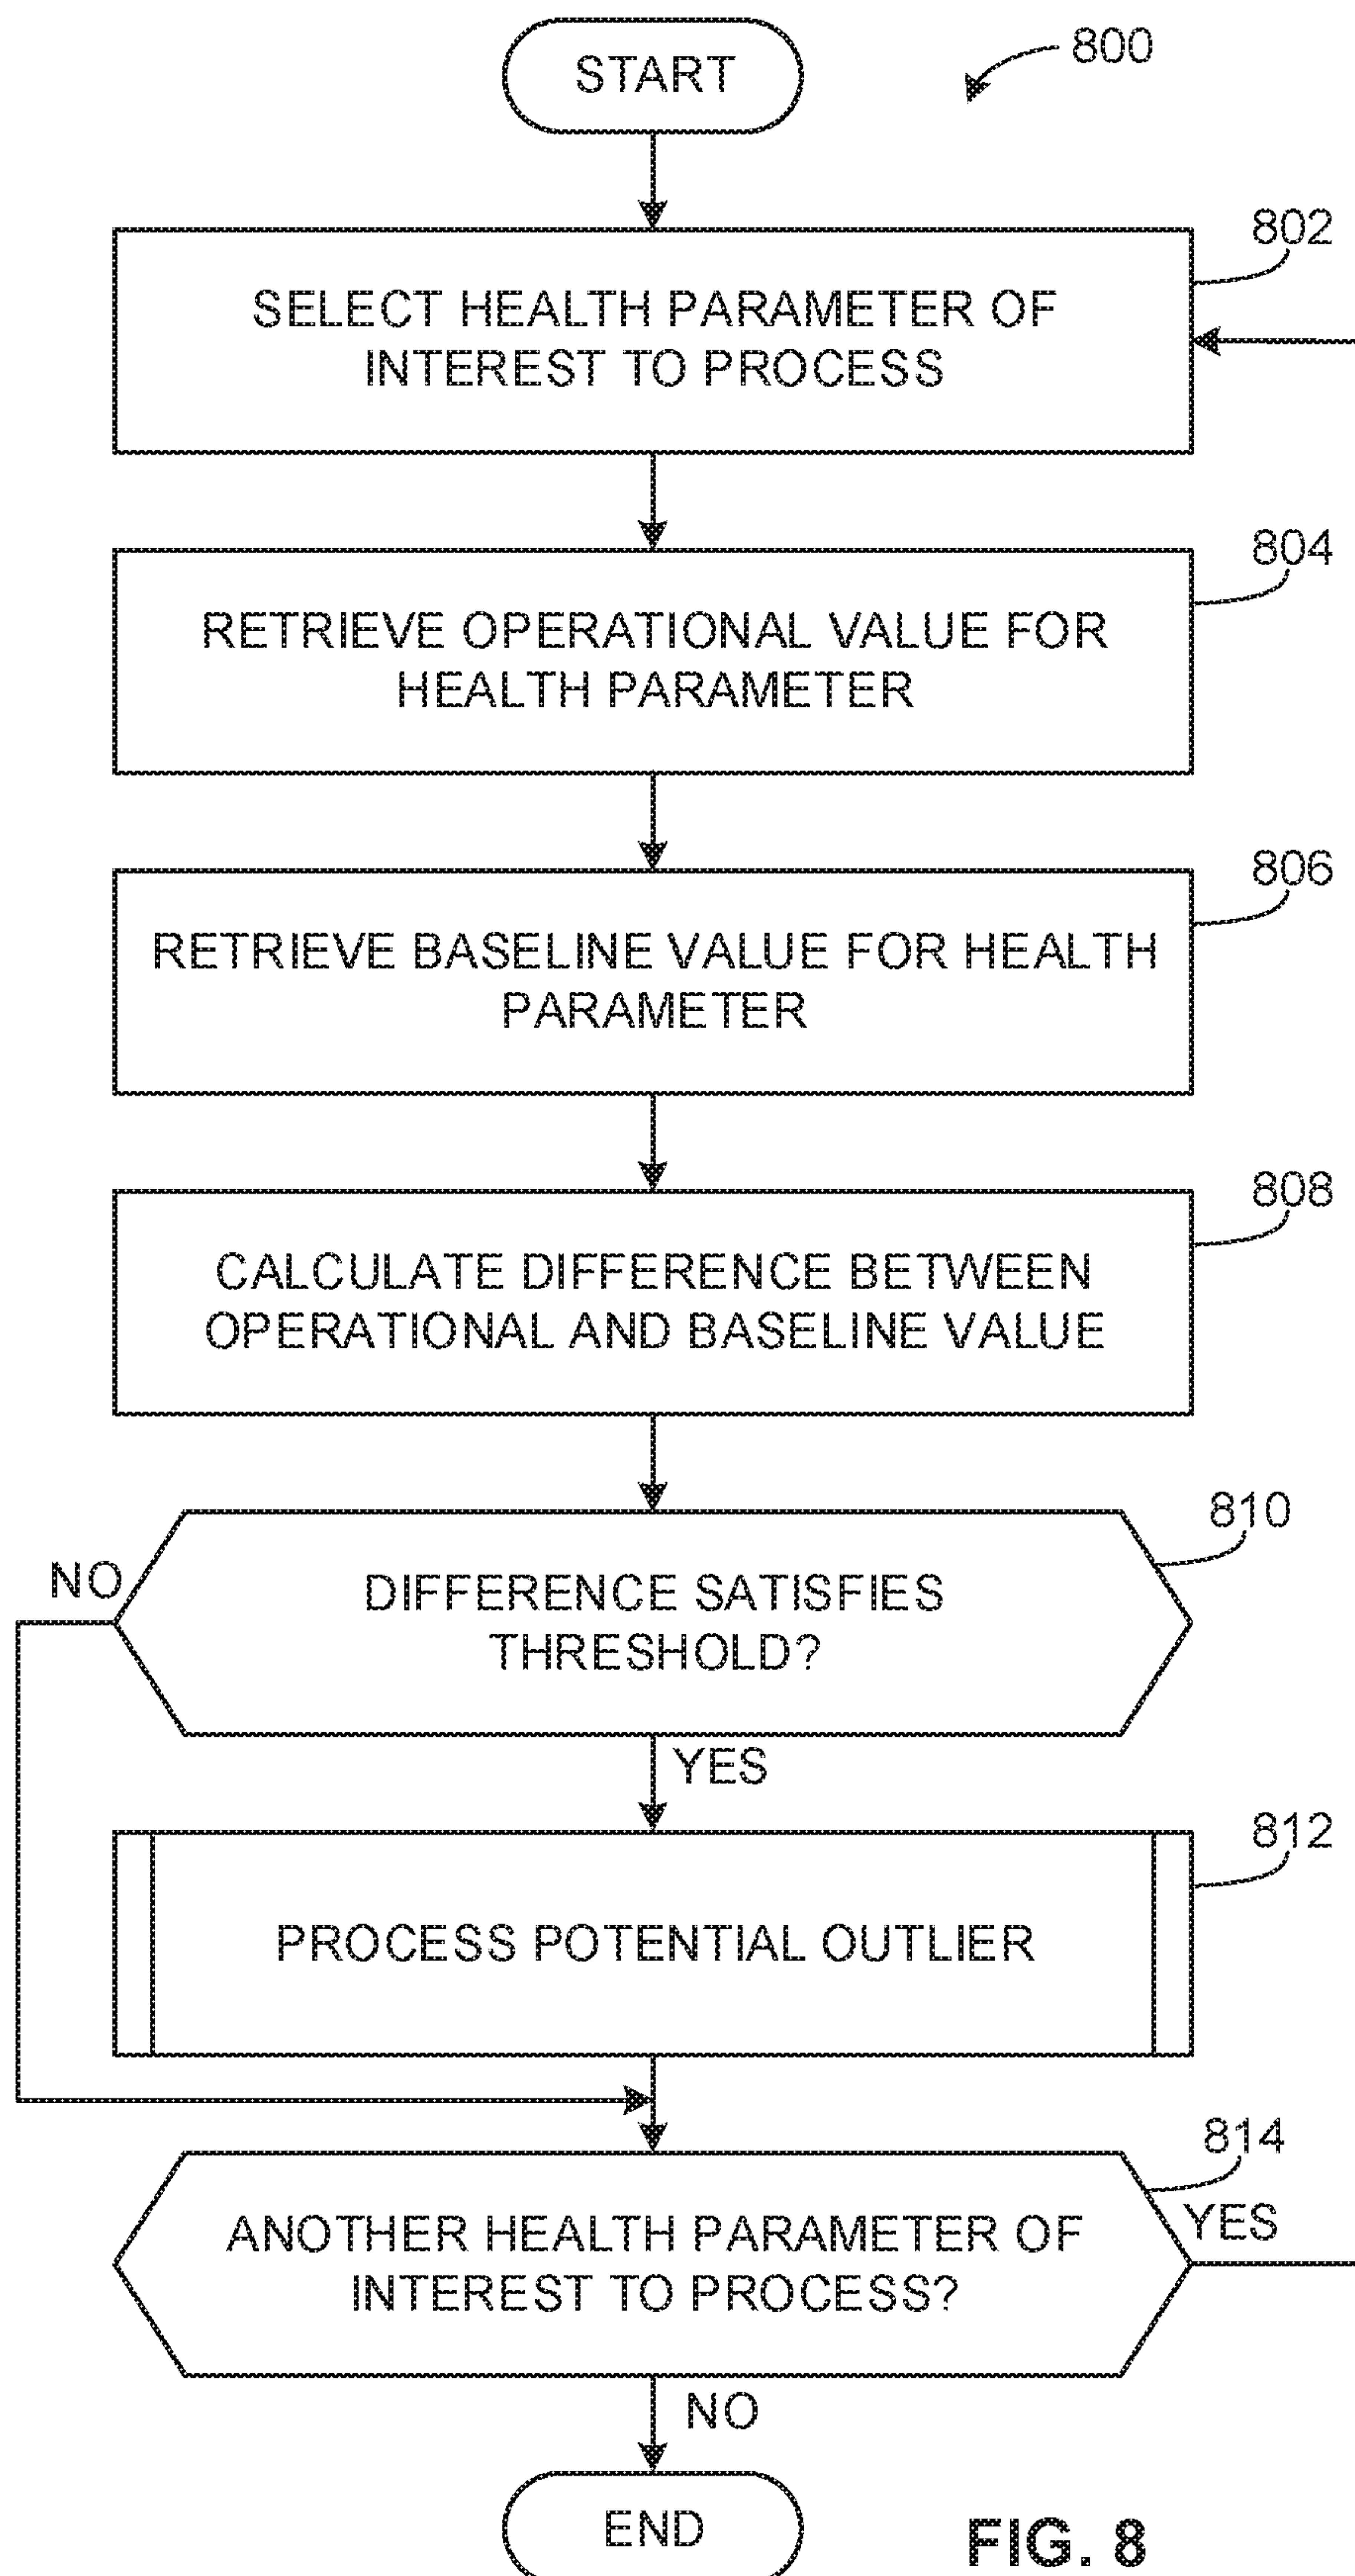 START
800
802
SELECT HEALTH PARAMETER OF
INTEREST TO PROCESS
804
RETRIEVE OPERATIONAL VALUE FOR
HEALTH PARAMETER
806
RETRIEVE BASELINE VALUE FOR HEALTH
PARAMETER
808
CALCULATE DIFFERENCE BETWEEN
OPERATIONAL AND BASELINE VALUE
810
NO
DIFFERENCE SATISFIES
THRESHOLD?
YES
812
PROCESS POTENTIAL OUTLIER
814
ANOTHER HEALTH PARAMETER OF
INTEREST TO PROCESS?
YES
NO
END
FIG. 8